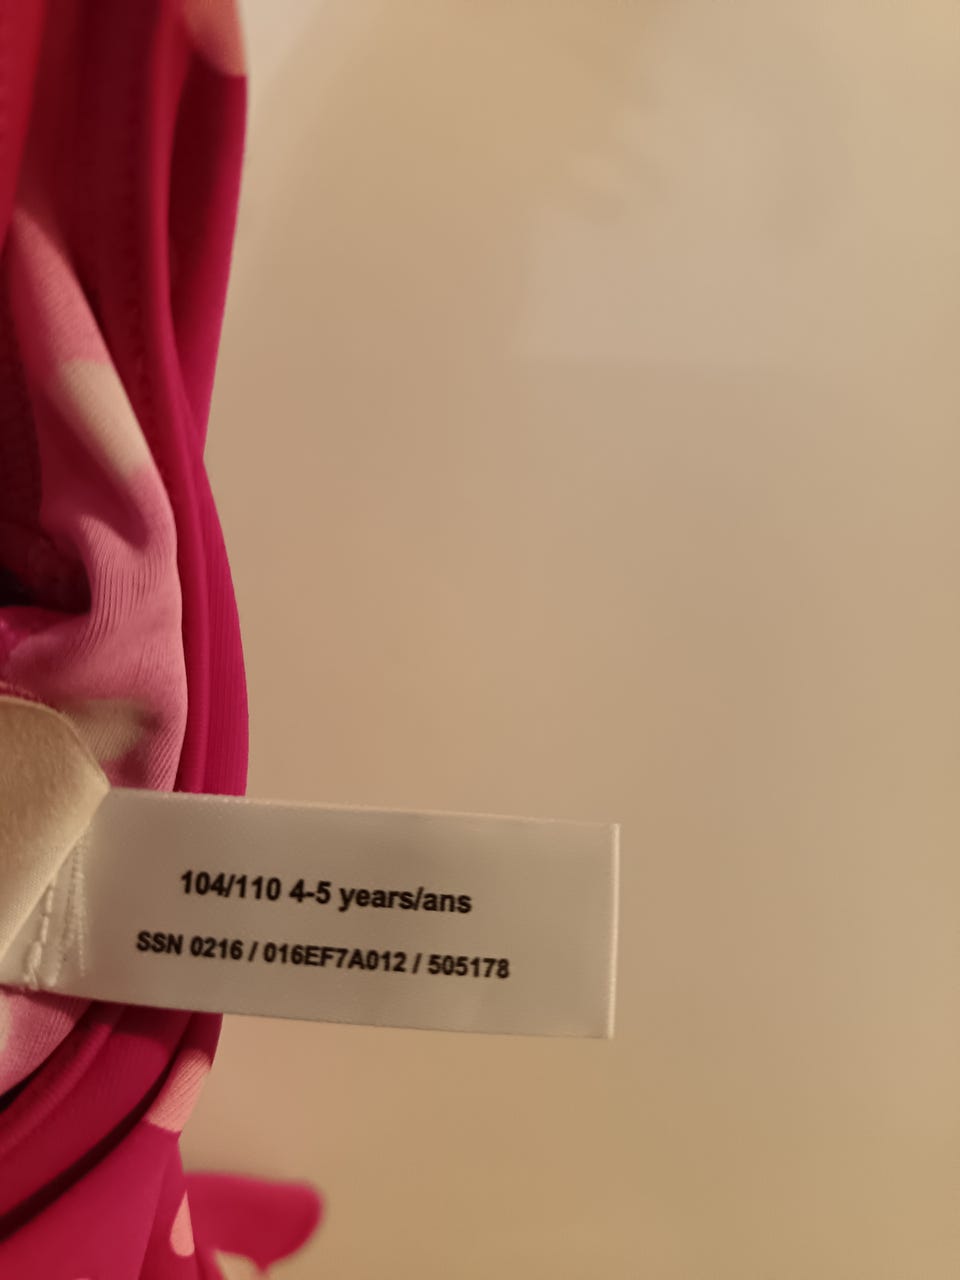 104/110 4-5 years/ans
SSN 0216 / 016EF7A012 / 505178